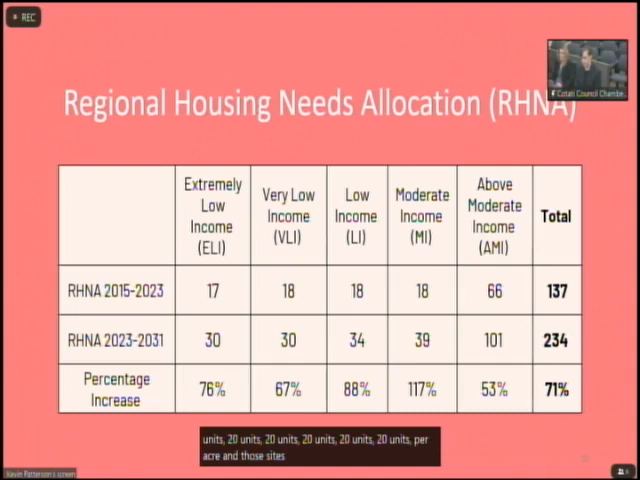 REC
Cotati Council Chambe...
Regional Housing Needs Allocation (RHNA)
Extremely Low Income (ELI) Very Low Income (VLI) Low Income (LI) Moderate Income (MI) Above Moderate Income (AMI) Total
RHNA 2015-2023 17 18 18 18 66 137
RHNA 2023-2031 30 30 34 39 101 234
Percentage Increase 76% 67% 88% 117% 53% 71%
units, 20 units, 20 units, 20 units, 20 units, 20 units, per
acre and those sites
Kevin Patterson's screen